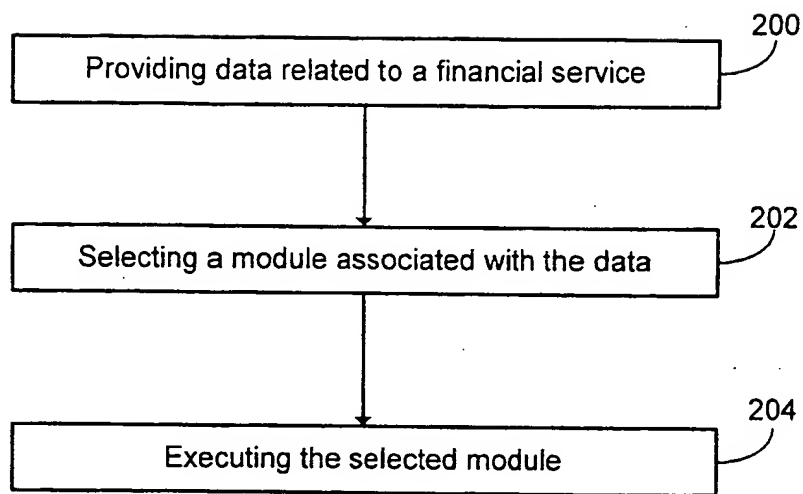 200
Providing data related to a financial service
202
Selecting a module associated with the data
204
Executing the selected module